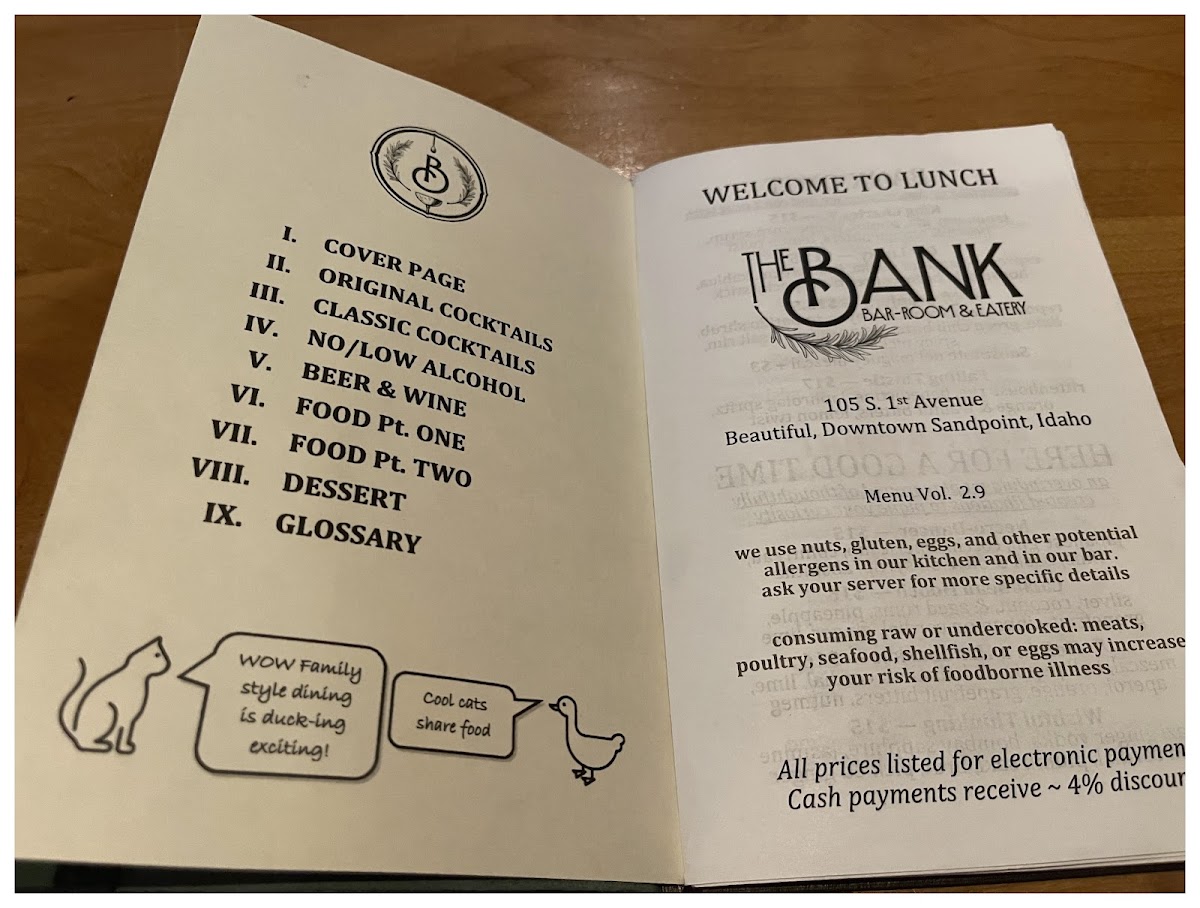 I. COVER PAGE
II. ORIGINAL COCKTAILS
III. CLASSIC COCKTAILS
IV. NO/LOW ALCOHOL
V. BEER & WINE
VI. FOOD Pt. ONE
VII. FOOD Pt. TWO
VIII. DESSERT
IX. GLOSSARY
WOW Family
style dining
is duck-ing
exciting!
Cool cats
share food
WELCOME TO LUNCH
THE BANK
BAR-ROOM & EATERY
105 S. 1st Avenue
Beautiful, Downtown Sandpoint, Idaho
Menu Vol. 2.9
we use nuts, gluten, eggs, and other potential
allergens in our kitchen and in our bar.
ask your server for more specific details
consuming raw or undercooked: meats,
poultry, seafood, shellfish, or eggs may increase
your risk of foodborne illness
All prices listed for electronic paymen
Cash payments receive ~ 4% discour
HERE FOR A GOOD TIME